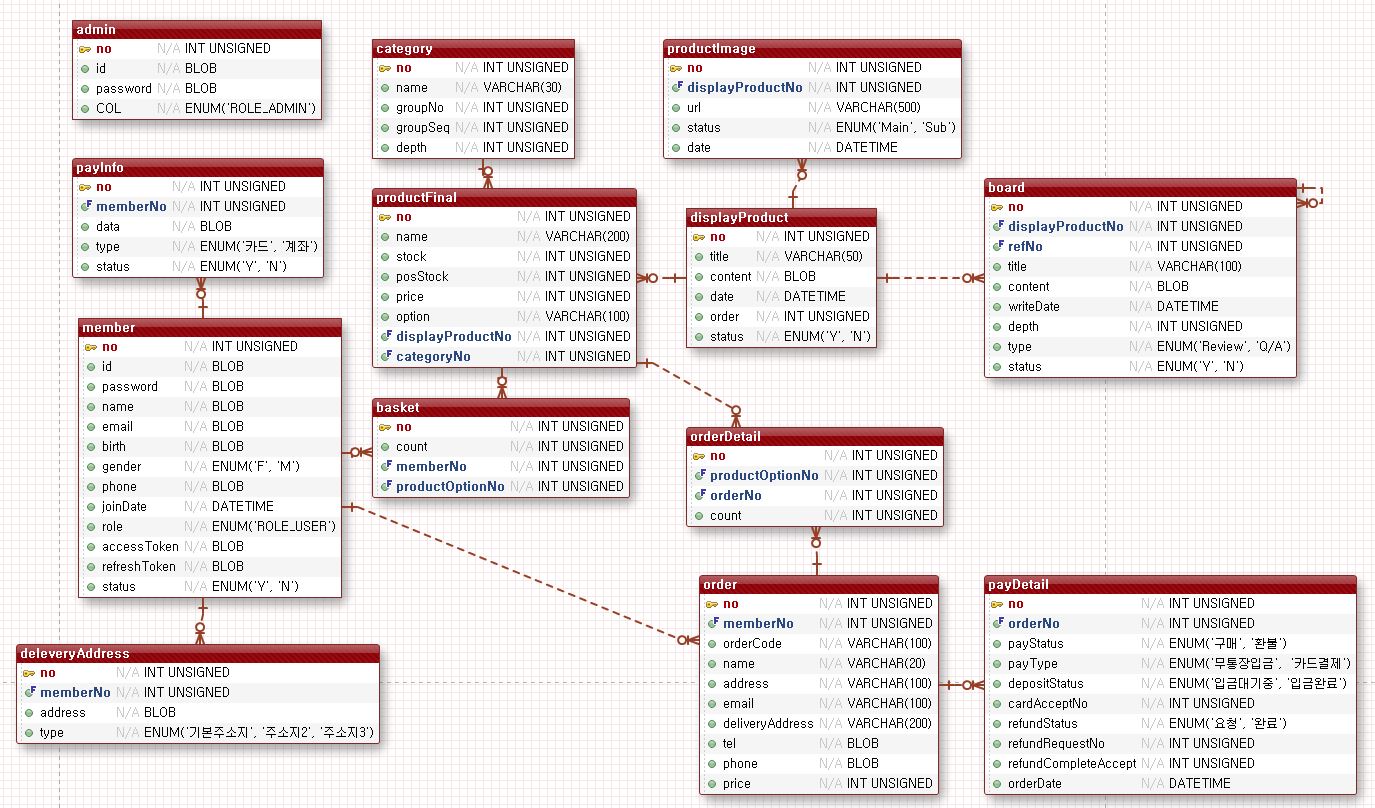 admin
no N/A INT UNSIGNED
id N/A BLOB
password N/A BLOB
COL N/A ENUM('ROLE_ADMIN')
category
no N/A INT UNSIGNED
name N/A VARCHAR(30)
groupNo N/A INT UNSIGNED
groupSeq N/A INT UNSIGNED
depth N/A INT UNSIGNED
productImage
no N/A INT UNSIGNED
displayProductNo N/A INT UNSIGNED
url N/A VARCHAR(500)
status N/A ENUM('Main', 'Sub')
date N/A DATETIME
payInfo
no N/A INT UNSIGNED
memberNo N/A INT UNSIGNED
data N/A BLOB
type N/A ENUM('카드', '계좌')
status N/A ENUM('Y', 'N')
productFinal
no N/A INT UNSIGNED
name N/A VARCHAR(200)
stock N/A INT UNSIGNED
posStock N/A INT UNSIGNED
price N/A INT UNSIGNED
option N/A VARCHAR(100)
displayProductNo N/A INT UNSIGNED
categoryNo N/A INT UNSIGNED
displayProduct
no N/A INT UNSIGNED
title N/A VARCHAR(50)
content N/A BLOB
date N/A DATETIME
order N/A INT UNSIGNED
status N/A ENUM('Y', 'N')
board
no N/A INT UNSIGNED
displayProductNo N/A INT UNSIGNED
refNo N/A INT UNSIGNED
title N/A VARCHAR(100)
content N/A BLOB
writeDate N/A DATETIME
depth N/A INT UNSIGNED
type N/A ENUM('Review', 'Q/A')
status N/A ENUM('Y', 'N')
member
no N/A INT UNSIGNED
id N/A BLOB
password N/A BLOB
name N/A BLOB
email N/A BLOB
birth N/A BLOB
gender N/A ENUM('F', 'M')
phone N/A BLOB
joinDate N/A DATETIME
role N/A ENUM('ROLE_USER')
accessToken N/A BLOB
refreshToken N/A BLOB
status N/A ENUM('Y', 'N')
basket
no N/A INT UNSIGNED
count N/A INT UNSIGNED
memberNo N/A INT UNSIGNED
productOptionNo N/A INT UNSIGNED
orderDetail
no N/A INT UNSIGNED
productOptionNo N/A INT UNSIGNED
orderNo N/A INT UNSIGNED
count N/A INT UNSIGNED
deleveryAddress
no N/A INT UNSIGNED
memberNo N/A INT UNSIGNED
address N/A BLOB
type N/A ENUM('기본주소지', '주소지2', '주소지3')
order
no N/A INT UNSIGNED
memberNo N/A INT UNSIGNED
orderCode N/A VARCHAR(100)
name N/A VARCHAR(20)
address N/A VARCHAR(100)
email N/A VARCHAR(100)
deliveryAddress N/A VARCHAR(200)
tel N/A BLOB
phone N/A BLOB
price N/A INT UNSIGNED
payDetail
no N/A INT UNSIGNED
orderNo N/A INT UNSIGNED
payStatus N/A ENUM('구매', '환불')
payType N/A ENUM('무통장입금', '카드결제')
depositStatus N/A ENUM('입금대기중', '입금완료')
cardAcceptNo N/A INT UNSIGNED
refundStatus N/A ENUM('요청', '완료')
refundRequestNo N/A INT UNSIGNED
refundCompleteAccept N/A INT UNSIGNED
orderDate N/A DATETIME